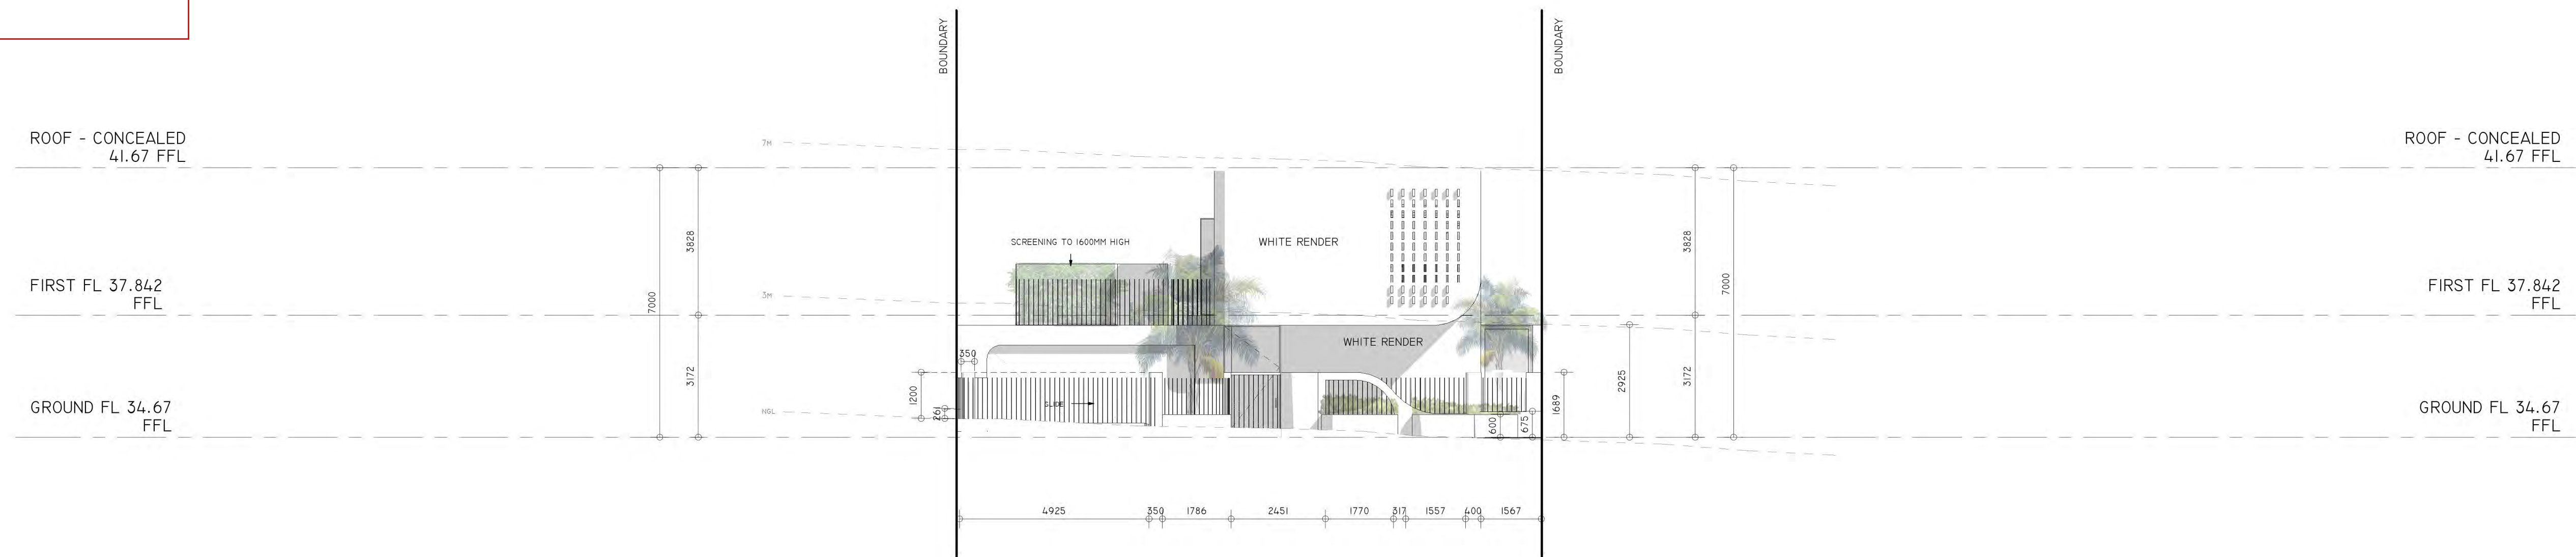 BOUNDARY
BOUNDARY
ROOF - CONCEALED
41.67 FFL
ROOF - CONCEALED
41.67 FFL
7M
3828
SCREENING TO 1600MM HIGH
WHITE RENDER
3828
FIRST FL 37.842
FFL
FIRST FL 37.842
FFL
7000
3M
7000
WHITE RENDER
350
3172
3172
2925
1200
261
GLIDE
1689
NGL
600
675
GROUND FL 34.67
FFL
GROUND FL 34.67
FFL
4925
350
1786
2451
1770
317
1557
400
1567